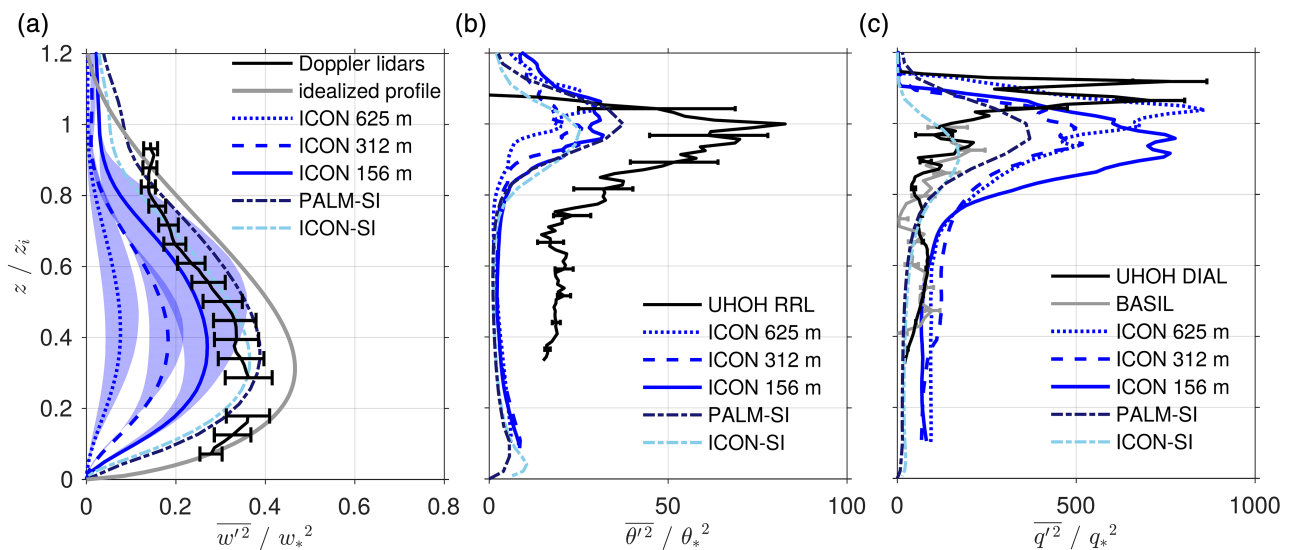 (a)
1.2
1
0.8
0.6
0.4
0.2
0
z / z_i
0 0.2 0.4 0.6 0.8
w′² / w_*²
Doppler lidars
idealized profile
ICON 625 m
ICON 312 m
ICON 156 m
PALM-SI
ICON-SI
(b)
0 50 100
θ′² / θ_*²
UHOH RRL
ICON 625 m
ICON 312 m
ICON 156 m
PALM-SI
ICON-SI
(c)
0 500 1000
q′² / q_*²
UHOH DIAL
BASIL
ICON 625 m
ICON 312 m
ICON 156 m
PALM-SI
ICON-SI